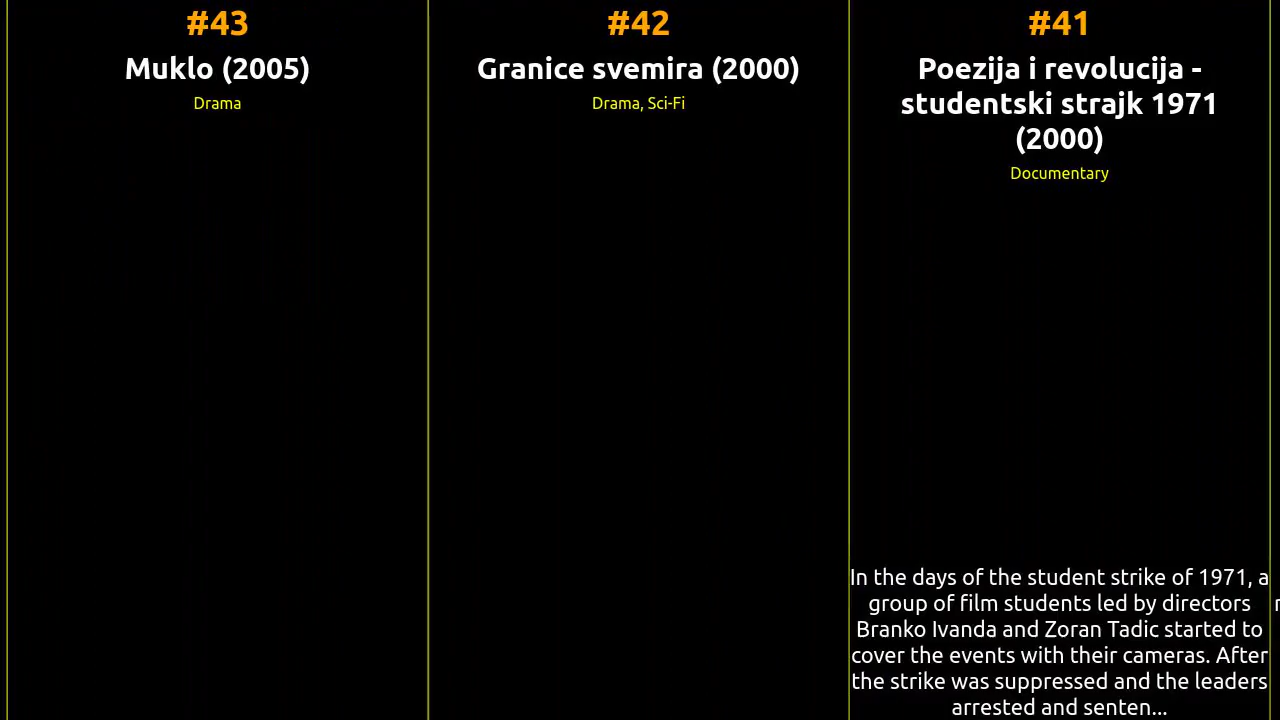 #43
Muklo (2005)
Drama
#42
Granice svemira (2000)
Drama, Sci-Fi
#41
Poezija i revolucija -
studentski strajk 1971
(2000)
Documentary
In the days of the student strike of 1971, a
group of film students led by directors
Branko Ivanda and Zoran Tadic started to
cover the events with their cameras. After
the strike was suppressed and the leaders
arrested and senten...